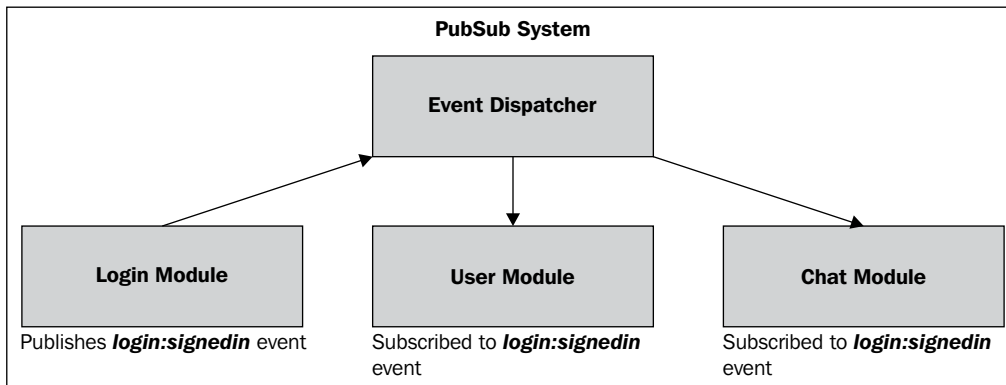 PubSub System
Event Dispatcher
Login Module
User Module
Chat Module
Publishes login:signedin event
Subscribed to login:signedin
event
Subscribed to login:signedin
event